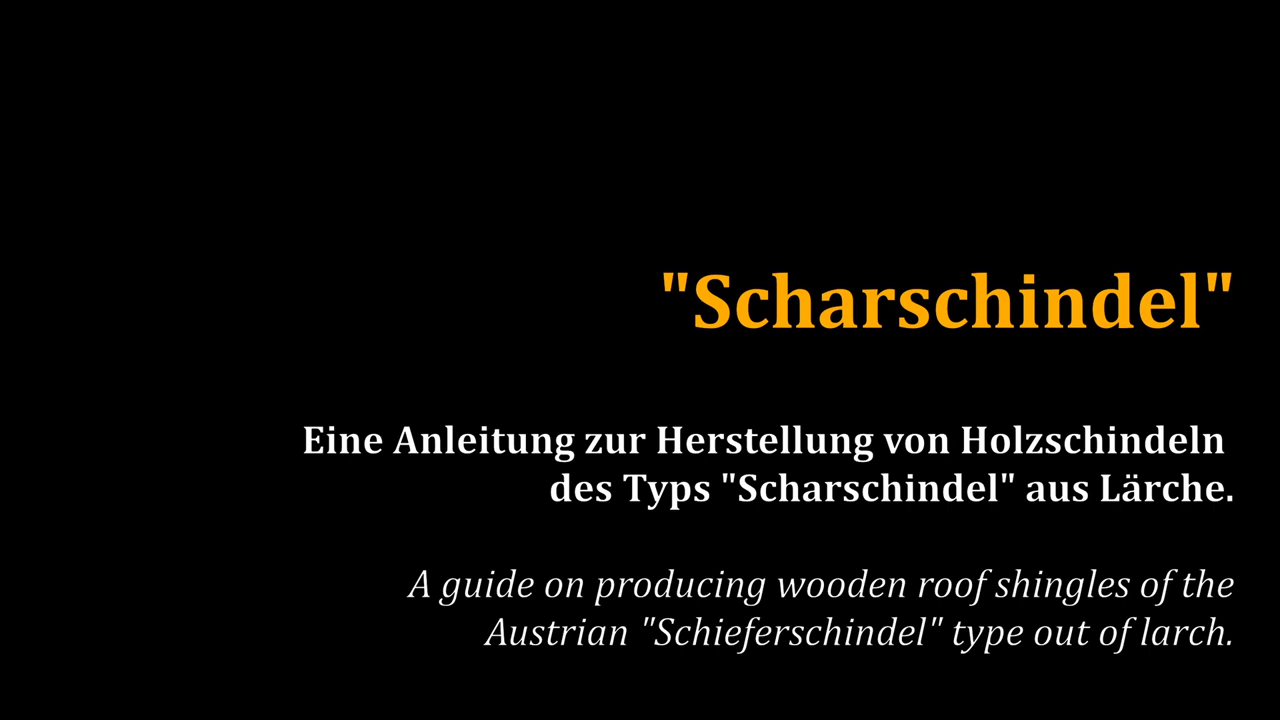 "Scharschindel"
Eine Anleitung zur Herstellung von Holzschindeln
des Typs "Scharschindel" aus Lärche.
A guide on producing wooden roof shingles of the
Austrian "Schieferschindel" type out of larch.